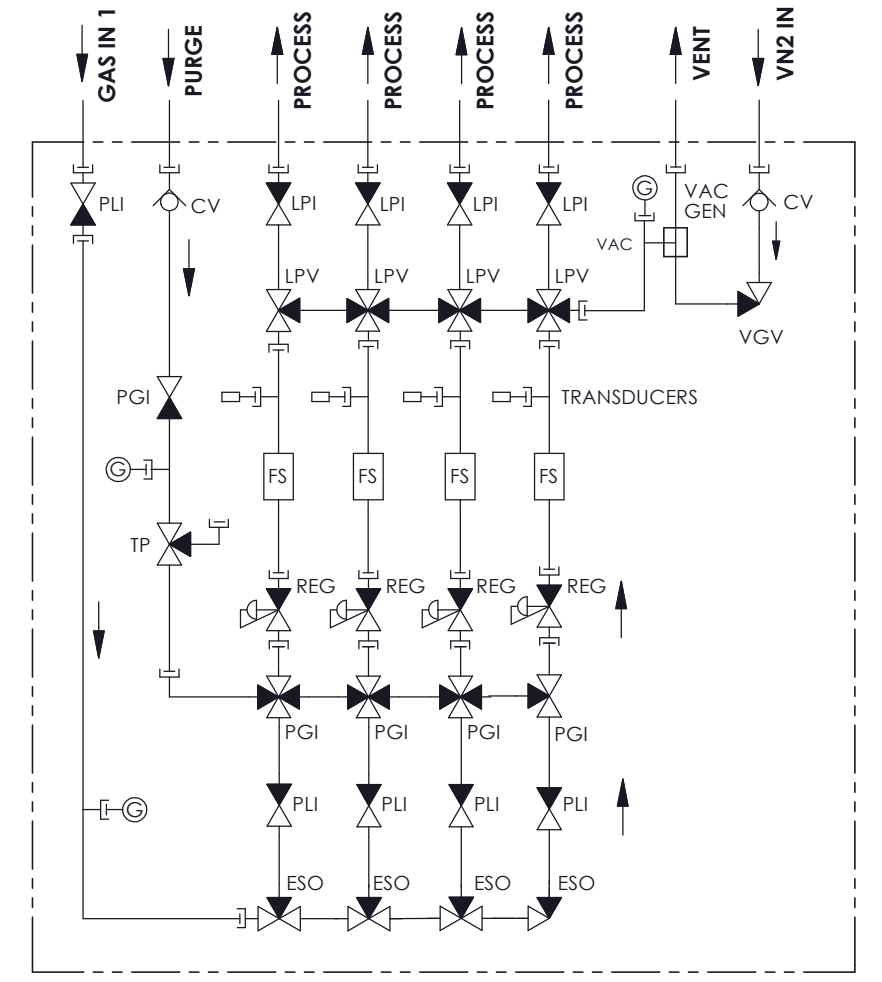 GAS IN 1
PURGE
PROCESS
PROCESS
PROCESS
PROCESS
VENT
VN2 IN
PLI
CV
LPI
LPI
LPI
LPI
G
VAC
GEN
CV
VAC
LPV
LPV
LPV
LPV
VGV
PGI
TRANSDUCERS
G
FS
FS
FS
FS
TP
REG
REG
REG
REG
PGI
PGI
PGI
PGI
G
PLI
PLI
PLI
PLI
ESO
ESO
ESO
ESO